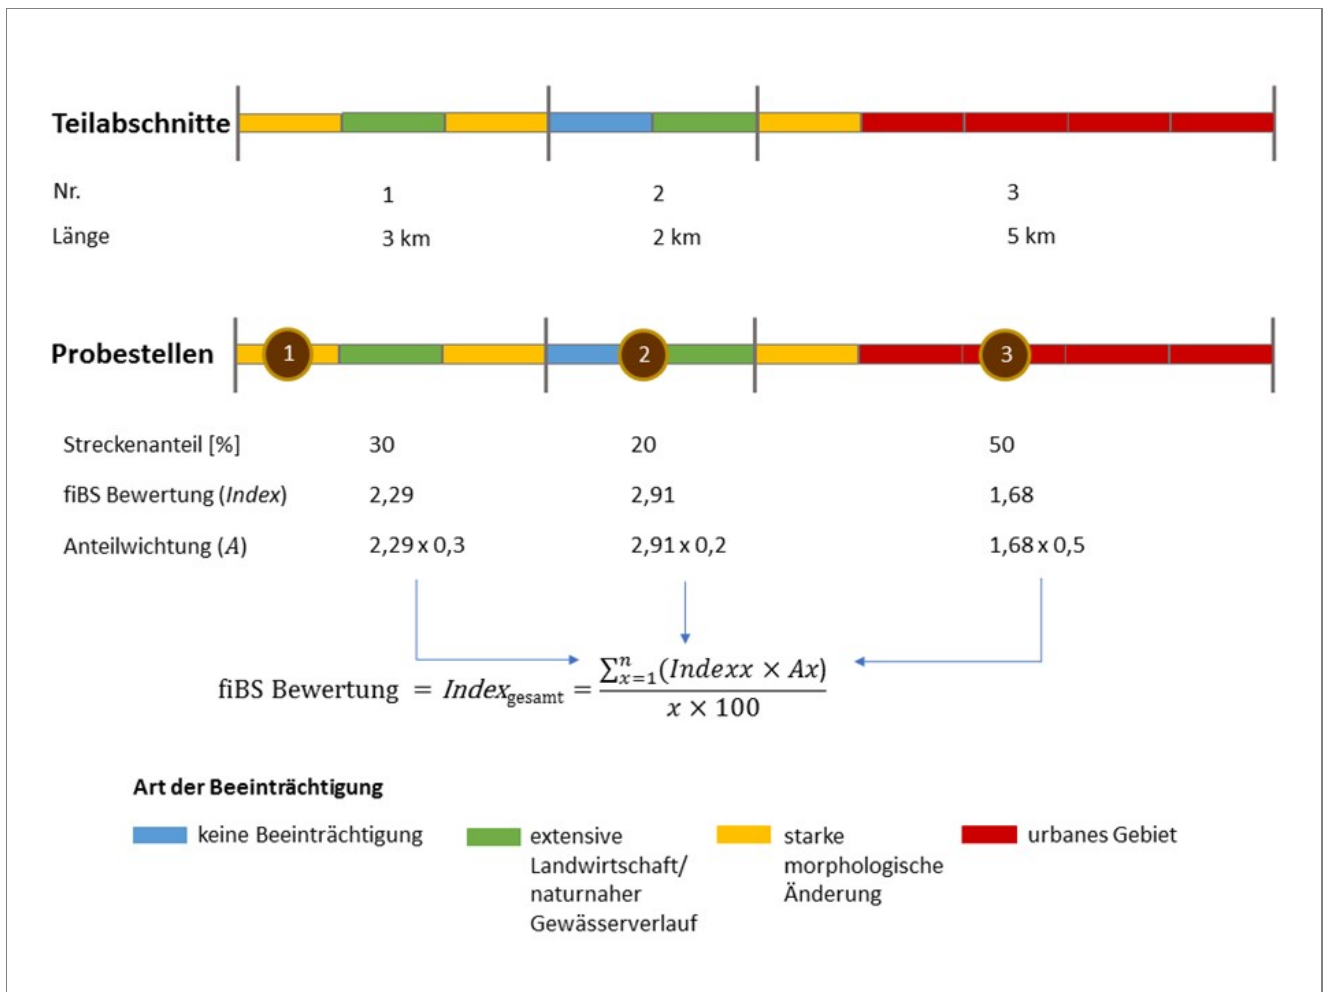 Teilabschnitte
Nr. 1 2 3
Länge 3 km 2 km 5 km
Probestellen 1 2 3
Streckenanteil [%] 30 20 50
fiBS Bewertung (Index) 2,29 2,91 1,68
Anteilwichtung (A) 2,29 x 0,3 2,91 x 0,2 1,68 x 0,5
fiBS Bewertung = Index_gesamt = \frac{\sum_{x=1}^{n}(Indexx × Ax)}{x × 100}
Art der Beeinträchtigung
keine Beeinträchtigung
extensive
Landwirtschaft/
naturnaher
Gewässerverlauf
starke
morphologische
Änderung
urbanes Gebiet